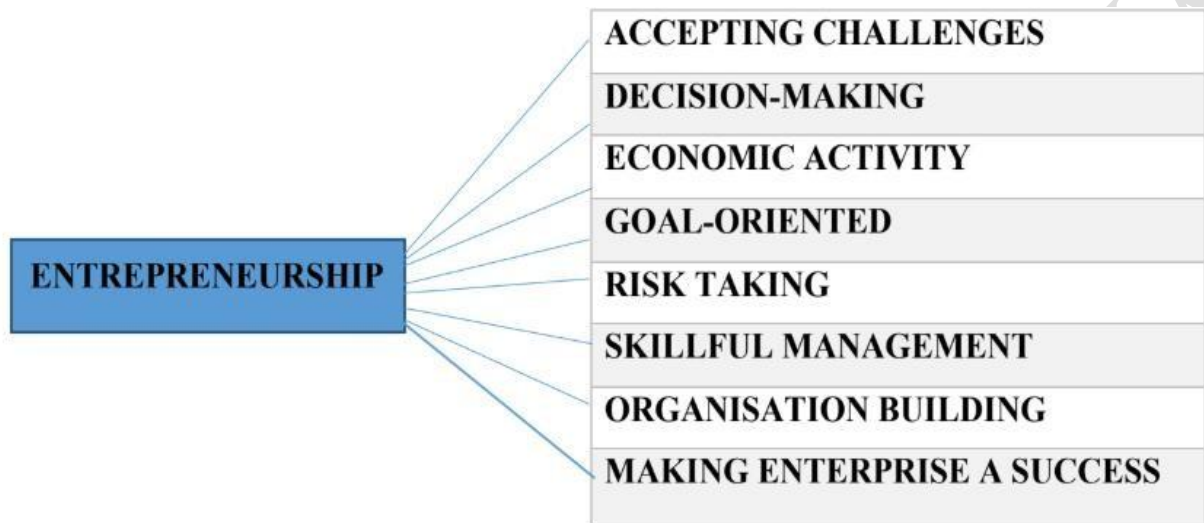 ENTREPRENEURSHIP
ACCEPTING CHALLENGES
DECISION-MAKING
ECONOMIC ACTIVITY
GOAL-ORIENTED
RISK TAKING
SKILLFUL MANAGEMENT
ORGANISATION BUILDING
MAKING ENTERPRISE A SUCCESS